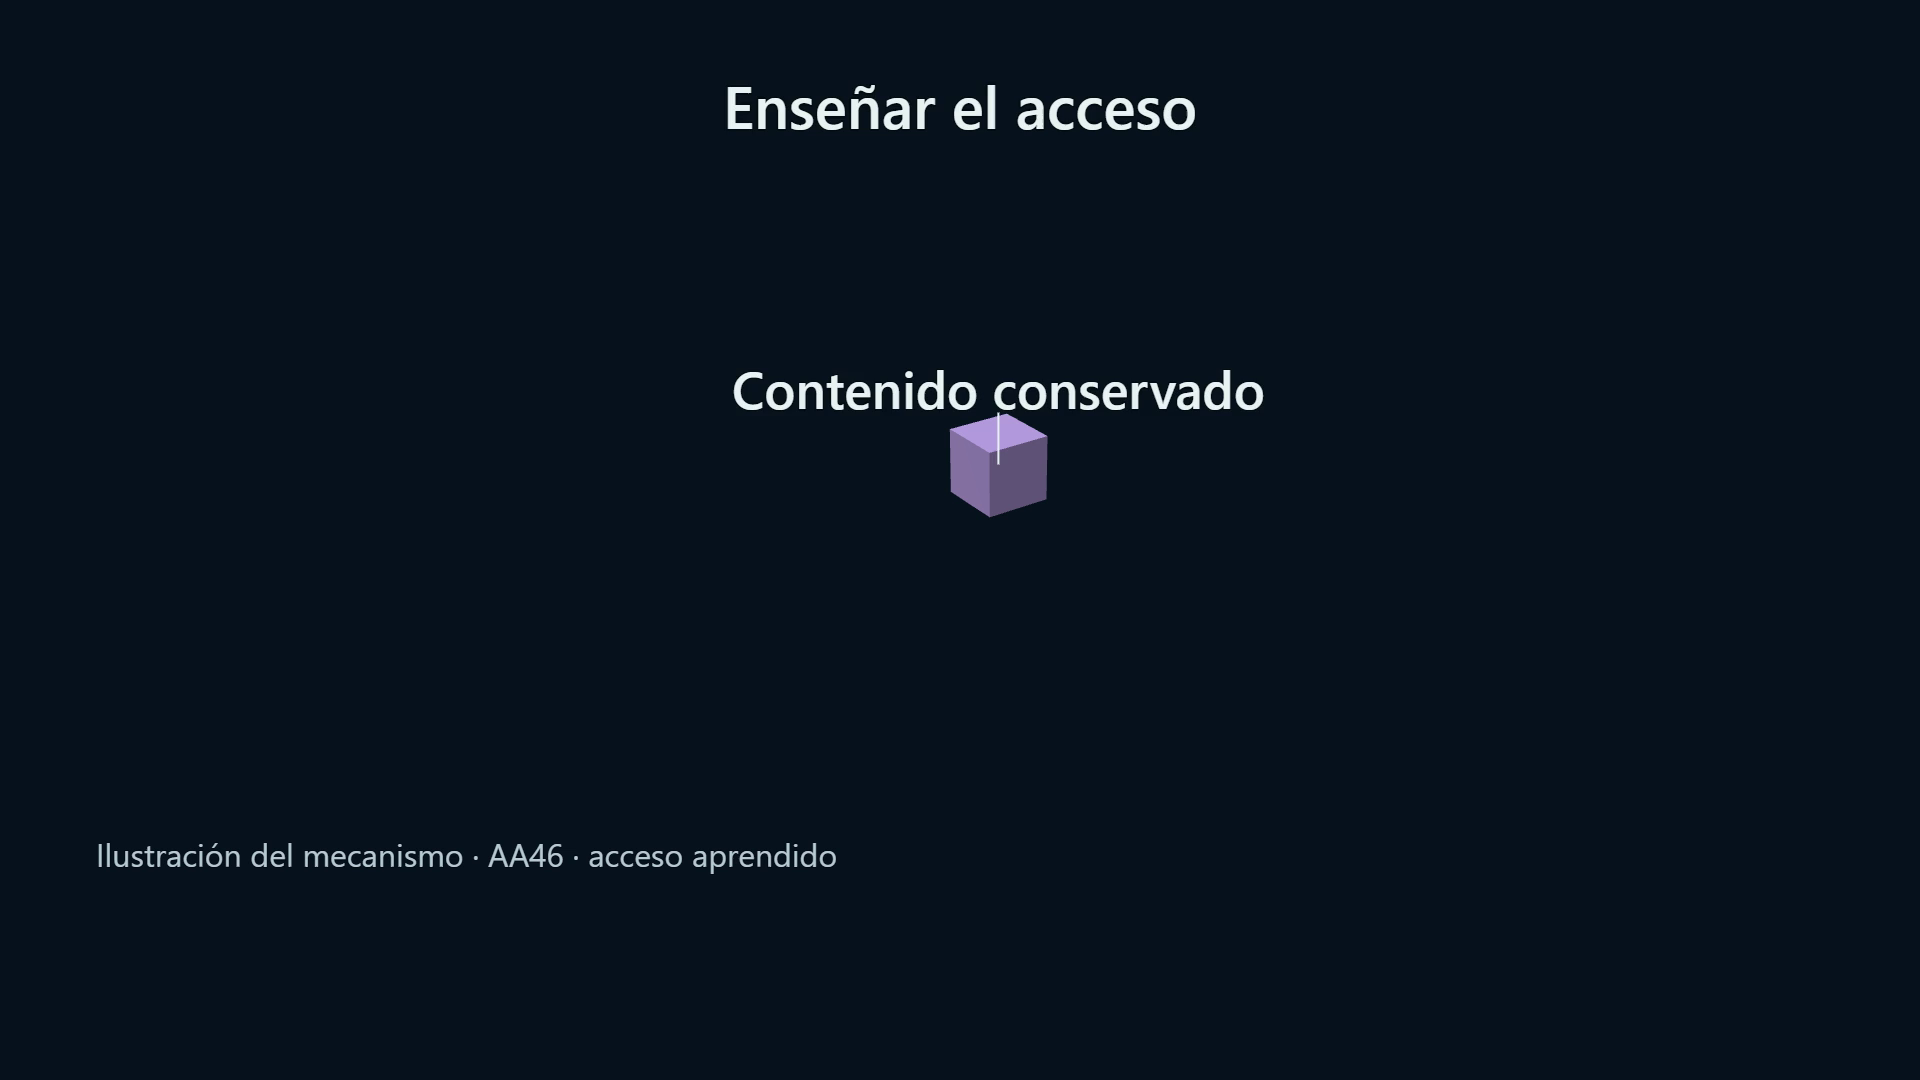 Enseñar el acceso
Contenido conservado
Ilustración del mecanismo · AA46 · acceso aprendido